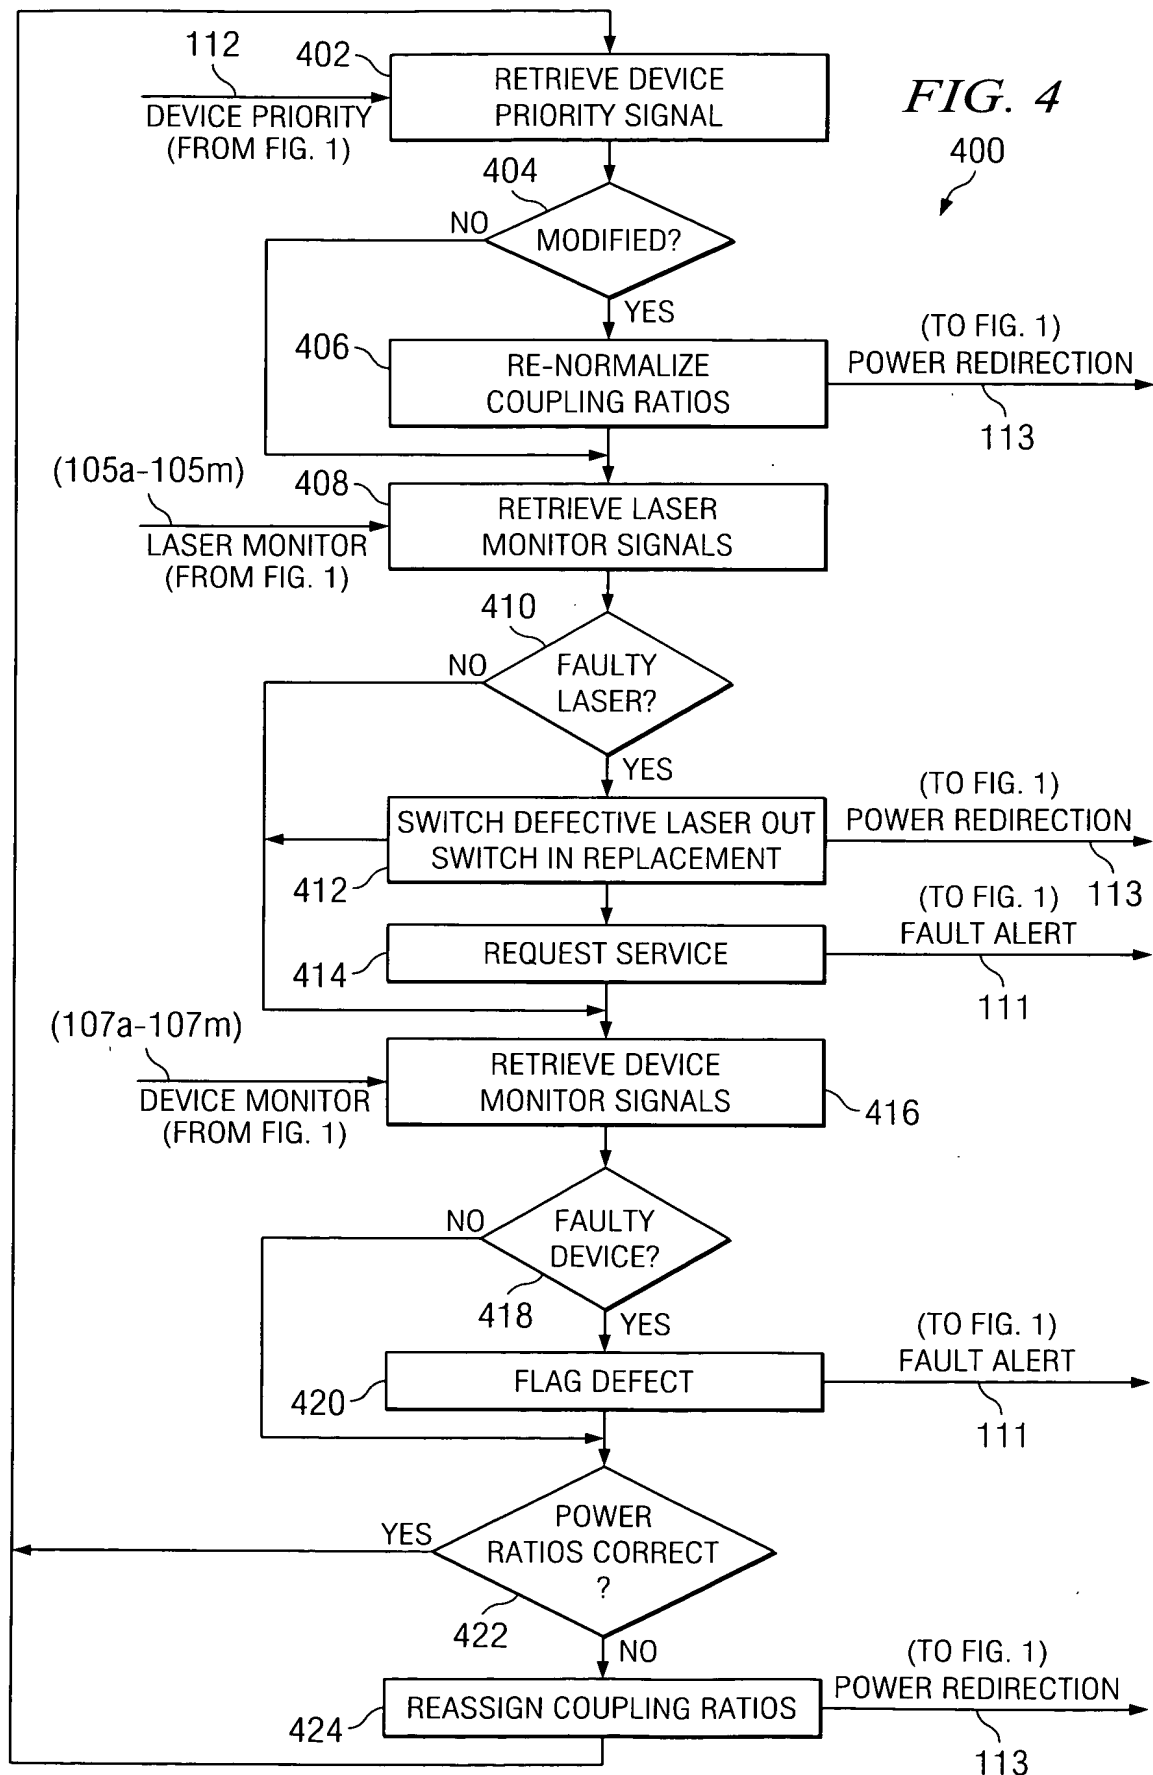 112
402
RETRIEVE DEVICE
PRIORITY SIGNAL
FIG. 4
DEVICE PRIORITY
(FROM FIG. 1)
400
404
NO
MODIFIED?
YES
406
RE-NORMALIZE
COUPLING RATIOS
(TO FIG. 1)
POWER REDIRECTION
113
(105a-105m)
408
RETRIEVE LASER
MONITOR SIGNALS
LASER MONITOR
(FROM FIG. 1)
410
NO
FAULTY
LASER?
YES
412
SWITCH DEFECTIVE LASER OUT
SWITCH IN REPLACEMENT
(TO FIG. 1)
POWER REDIRECTION
113
414
REQUEST SERVICE
(TO FIG. 1)
FAULT ALERT
111
(107a-107m)
RETRIEVE DEVICE
MONITOR SIGNALS
416
DEVICE MONITOR
(FROM FIG. 1)
NO
FAULTY
DEVICE?
418
YES
420
FLAG DEFECT
(TO FIG. 1)
FAULT ALERT
111
YES
POWER
RATIOS CORRECT
?
422
NO
424
REASSIGN COUPLING RATIOS
(TO FIG. 1)
POWER REDIRECTION
113